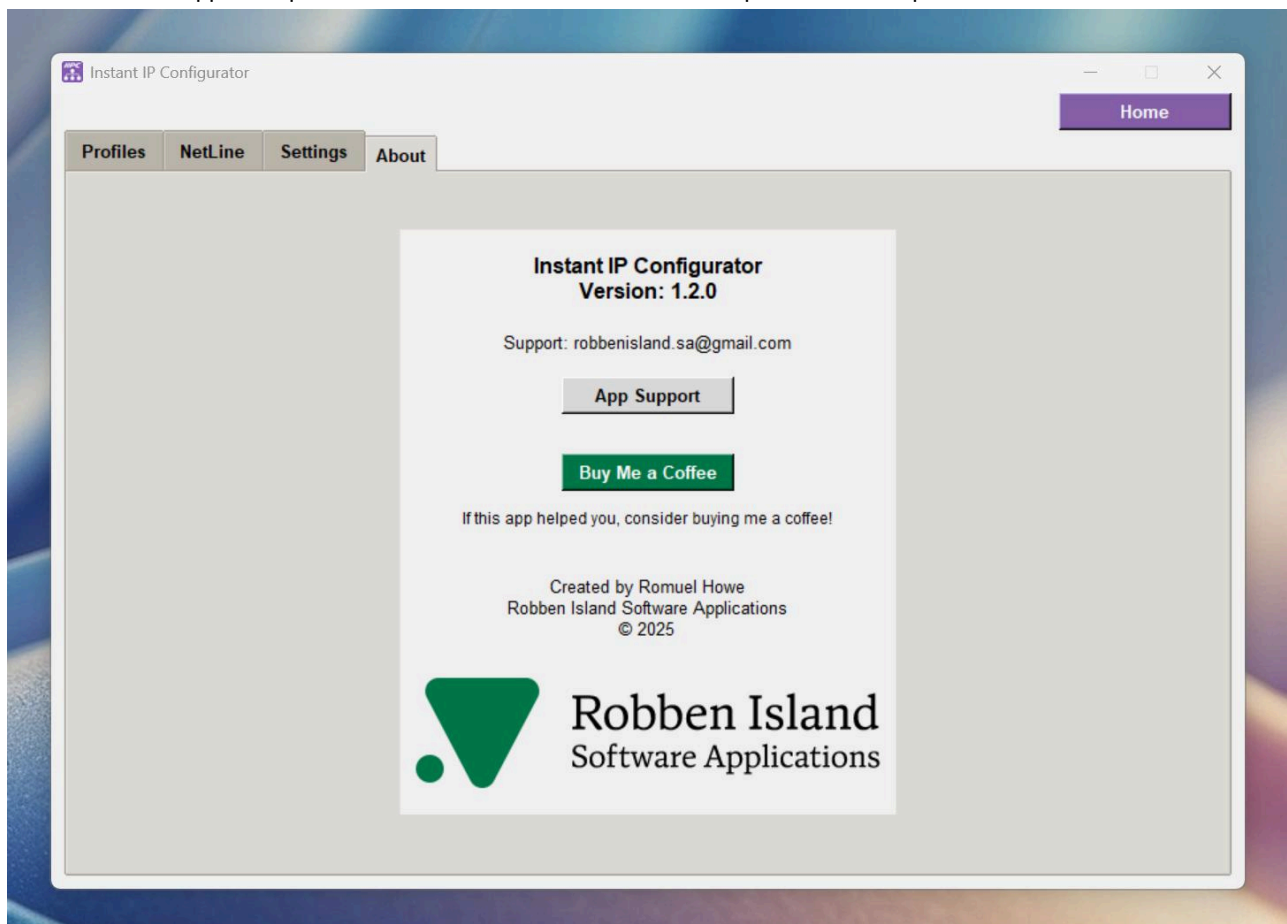 Instant IP Configurator
Home
Profiles NetLine Settings About
Instant IP Configurator
Version: 1.2.0
Support: robbenisland.sa@gmail.com
App Support
Buy Me a Coffee
If this app helped you, consider buying me a coffee!
Created by Romuel Howe
Robben Island Software Applications
© 2025
Robben Island
Software Applications